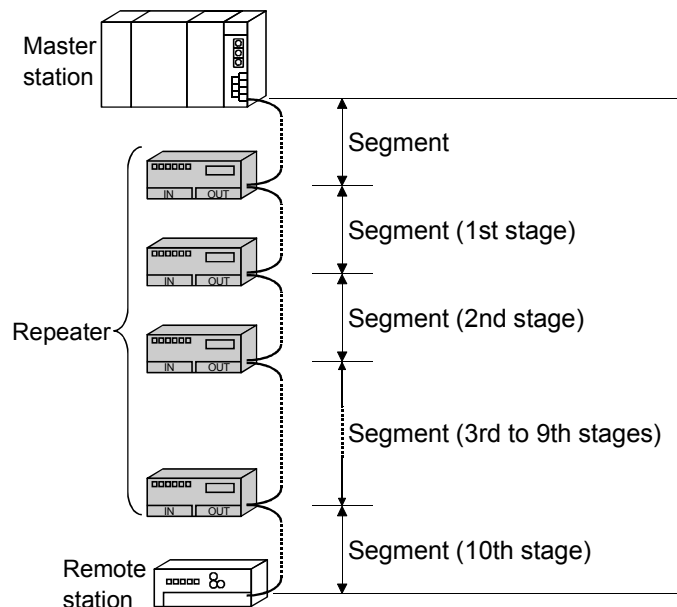 Master
station
Segment
IN OUT
Segment (1st stage)
IN OUT
Segment (2nd stage)
Repeater
IN OUT
Segment (3rd to 9th stages)
IN OUT
Segment (10th stage)
Remote
station